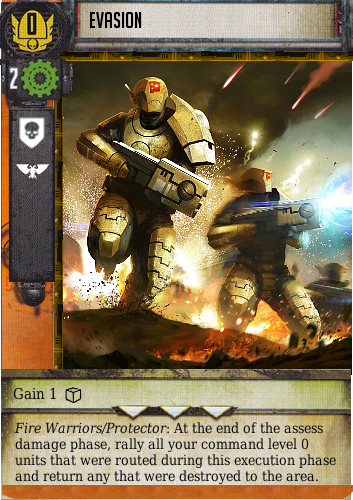 0
EVASION
2
Gain 1
Fire Warriors/Protector: At the end of the assess
damage phase, rally all your command level 0
units that were routed during this execution phase
and return any that were destroyed to the area.